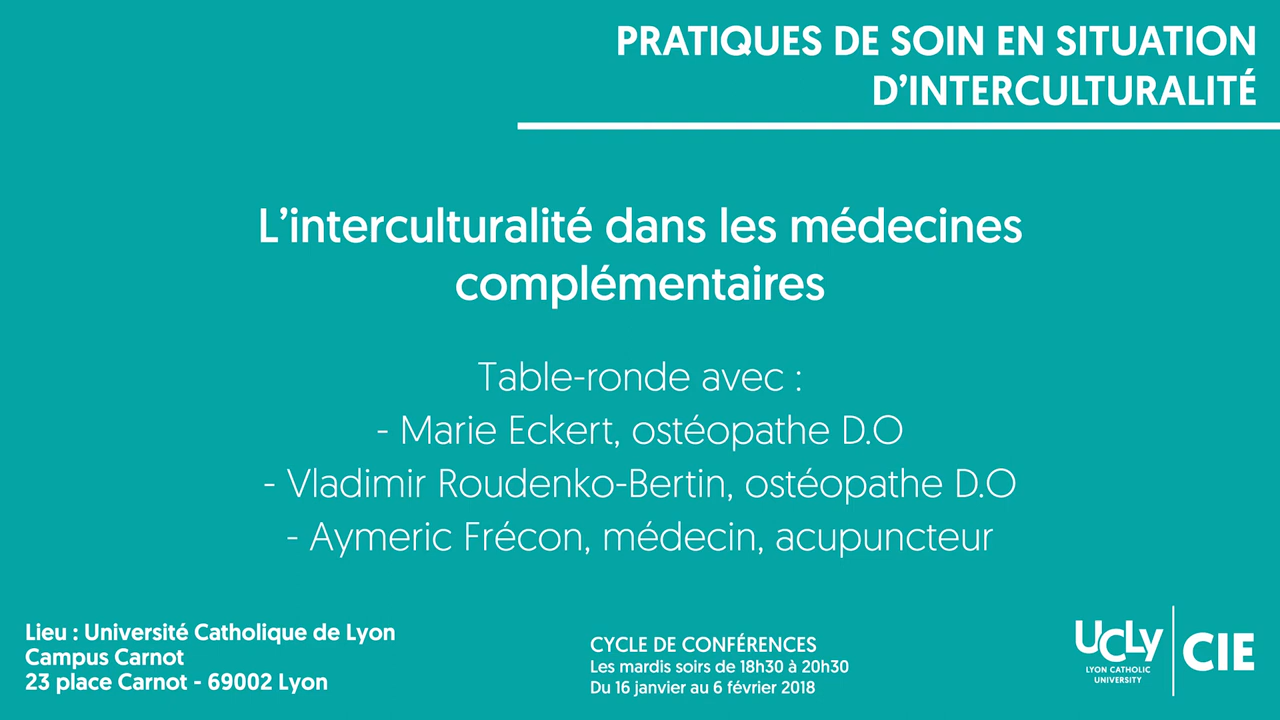 PRATIQUES DE SOIN EN SITUATION
D'INTERCULTURALITÉ
L'interculturalité dans les médecines
complémentaires
Table-ronde avec :
- Marie Eckert, ostéopathe D.O
- Vladimir Roudenko-Bertin, ostéopathe D.O
- Aymeric Frécon, médecin, acupuncteur
Lieu : Université Catholique de Lyon
Campus Carnot
23 place Carnot - 69002 Lyon
CYCLE DE CONFÉRENCES
Les mardis soirs de 18h30 à 20h30
Du 16 janvier au 6 février 2018
UCLy
LYON CATHOLIC
UNIVERSITY
CIE